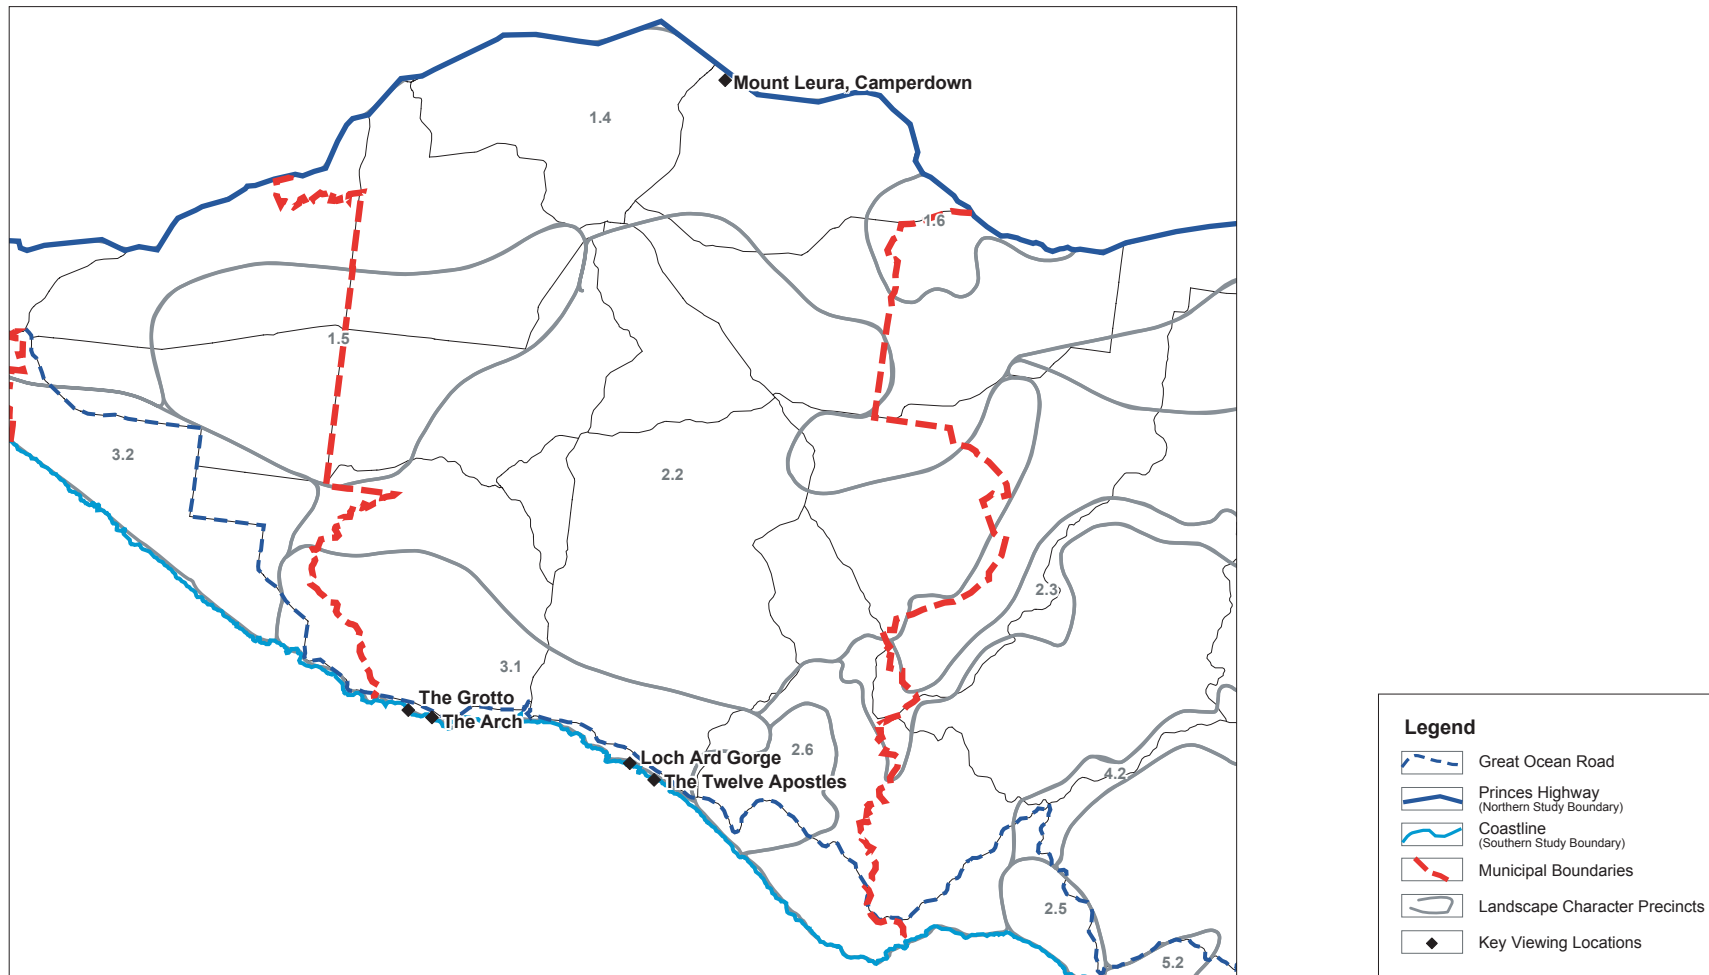 Mount Leura, Camperdown
1.4
1.6
1.5
3.2
2.2
2.3
3.1
The Grotto
The Arch
2.6
Loch Ard Gorge
The Twelve Apostles
4.2
2.5
5.2
Legend
Great Ocean Road
Princes Highway
(Northern Study Boundary)
Coastline
(Southern Study Boundary)
Municipal Boundaries
Landscape Character Precincts
Key Viewing Locations